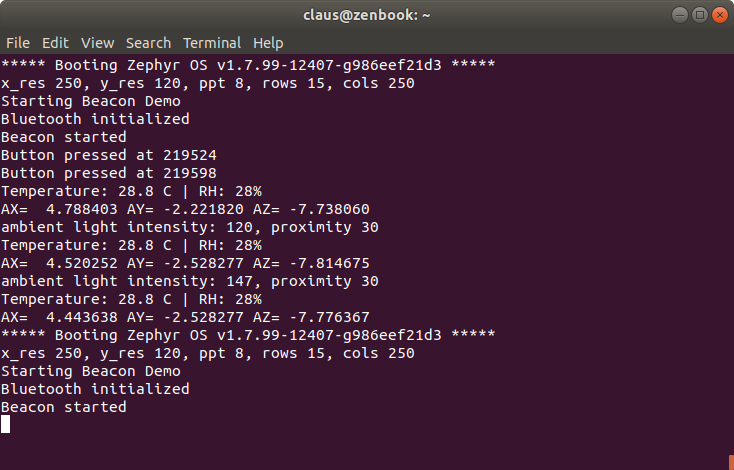 claus@zenbook: ~
File Edit View Search Terminal Help
***** Booting Zephyr OS v1.7.99-12407-g986eef21d3 *****
x_res 250, y_res 120, ppt 8, rows 15, cols 250
Starting Beacon Demo
Bluetooth initialized
Beacon started
Button pressed at 219524
Button pressed at 219598
Temperature: 28.8 C | RH: 28%
AX=  4.788403 AY= -2.221820 AZ= -7.738060
ambient light intensity: 120, proximity 30
Temperature: 28.8 C | RH: 28%
AX=  4.520252 AY= -2.528277 AZ= -7.814675
ambient light intensity: 147, proximity 30
Temperature: 28.8 C | RH: 28%
AX=  4.443638 AY= -2.528277 AZ= -7.776367
***** Booting Zephyr OS v1.7.99-12407-g986eef21d3 *****
x_res 250, y_res 120, ppt 8, rows 15, cols 250
Starting Beacon Demo
Bluetooth initialized
Beacon started